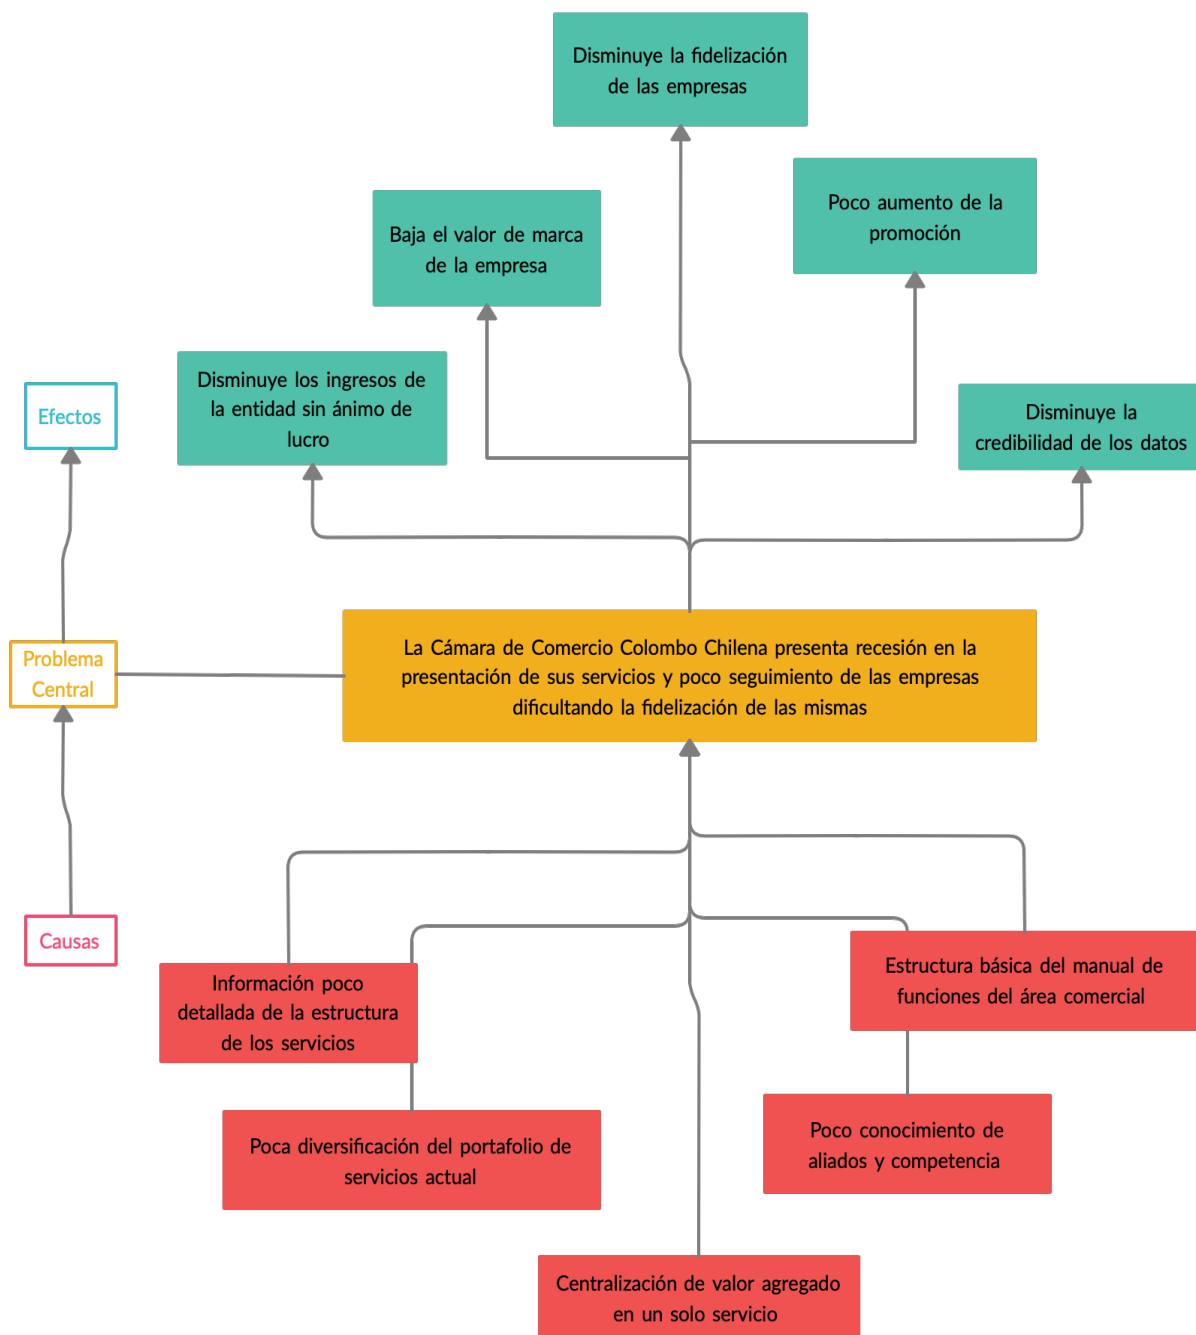 Disminuye la fidelización
de las empresas
Poco aumento de la
promoción
Baja el valor de marca
de la empresa
Disminuye los ingresos de
la entidad sin ánimo de
lucro
Efectos
Disminuye la
credibilidad de los datos
Problema
Central
La Cámara de Comercio Colombo Chilena presenta recesión en la
presentación de sus servicios y poco seguimiento de las empresas
dificultando la fidelización de las mismas
Causas
Información poco
detallada de la estructura
de los servicios
Estructura básica del manual de
funciones del área comercial
Poca diversificación del portafolio de
servicios actual
Poco conocimiento de
aliados y competencia
Centralización de valor agregado
en un solo servicio